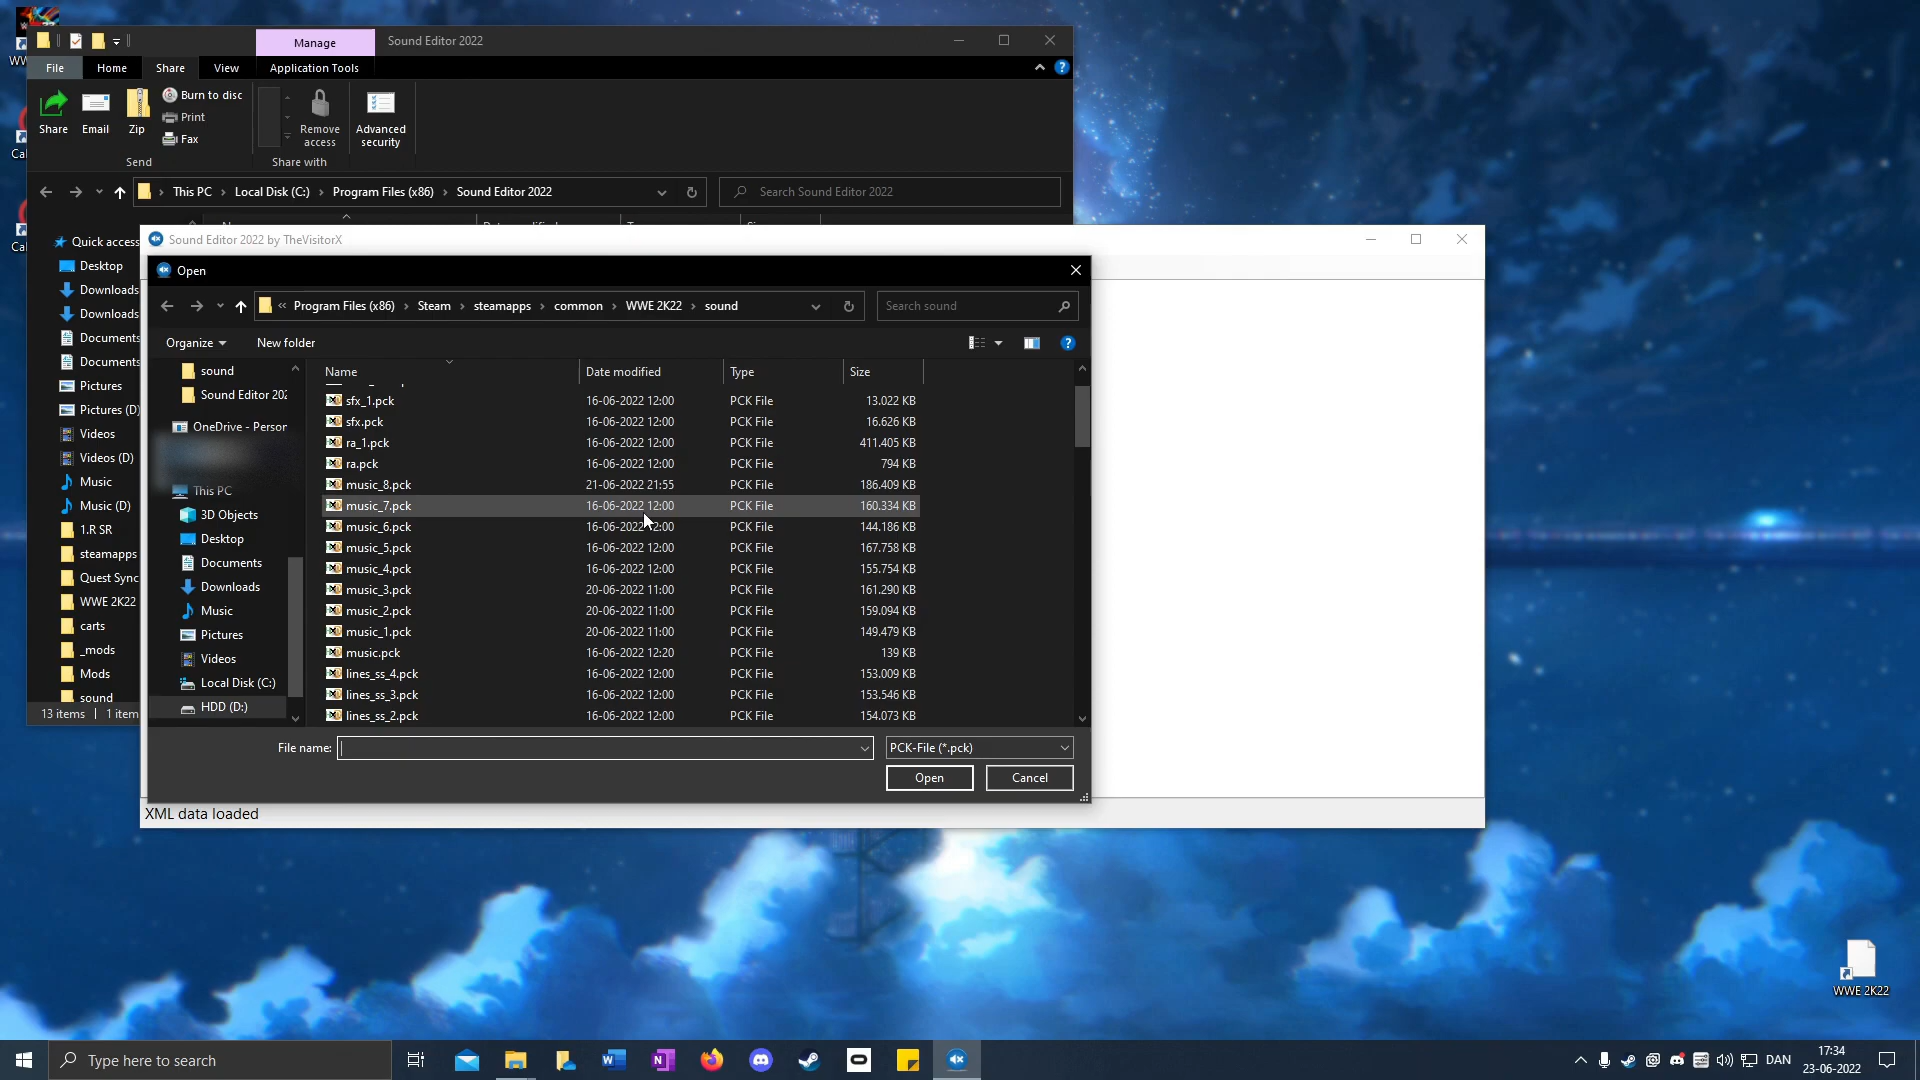 Manage
Sound Editor 2022
File
Home
Share
View
Application Tools
Share
Email
Zip
Burn to disc
Print
Fax
Remove access
Advanced security
Send
Share with
This PC
Local Disk (C:)
Program Files (x86)
Sound Editor 2022
Search Sound Editor 2022
Quick access
Desktop
Downloads
Downloads
Documents
Documents
Pictures
Pictures (D)
Videos
Videos (D)
Music
Music (D)
1.R SR
steamapps
Quest Sync
WWE 2K22
carts
_mods
Mods
sound
13 items
1 item
Sound Editor 2022 by TheVisitorX
Open
« Program Files (x86)
Steam
steamapps
common
WWE 2K22
sound
Search sound
Organize
New folder
sound
Sound Editor 202
OneDrive - Person
This PC
3D Objects
Desktop
Documents
Downloads
Music
Pictures
Videos
Local Disk (C:)
HDD (D:)
Name Date modified Type Size
sfx_1.pck 16-06-2022 12:00 PCK File 13.022 KB
sfx.pck 16-06-2022 12:00 PCK File 16.626 KB
ra_1.pck 16-06-2022 12:00 PCK File 411.405 KB
ra.pck 16-06-2022 12:00 PCK File 794 KB
music_8.pck 21-06-2022 21:55 PCK File 186.409 KB
music_7.pck 16-06-2022 12:00 PCK File 160.334 KB
music_6.pck 16-06-2022 12:00 PCK File 144.186 KB
music_5.pck 16-06-2022 12:00 PCK File 167.758 KB
music_4.pck 16-06-2022 12:00 PCK File 155.754 KB
music_3.pck 20-06-2022 11:00 PCK File 161.290 KB
music_2.pck 20-06-2022 11:00 PCK File 159.094 KB
music_1.pck 20-06-2022 11:00 PCK File 149.479 KB
music.pck 16-06-2022 12:20 PCK File 139 KB
lines_ss_4.pck 16-06-2022 12:00 PCK File 153.009 KB
lines_ss_3.pck 16-06-2022 12:00 PCK File 153.546 KB
lines_ss_2.pck 16-06-2022 12:00 PCK File 154.073 KB
File name:
PCK-File (*.pck)
Open
Cancel
XML data loaded
WWE 2K22
Type here to search
DAN
17:34
23-06-2022